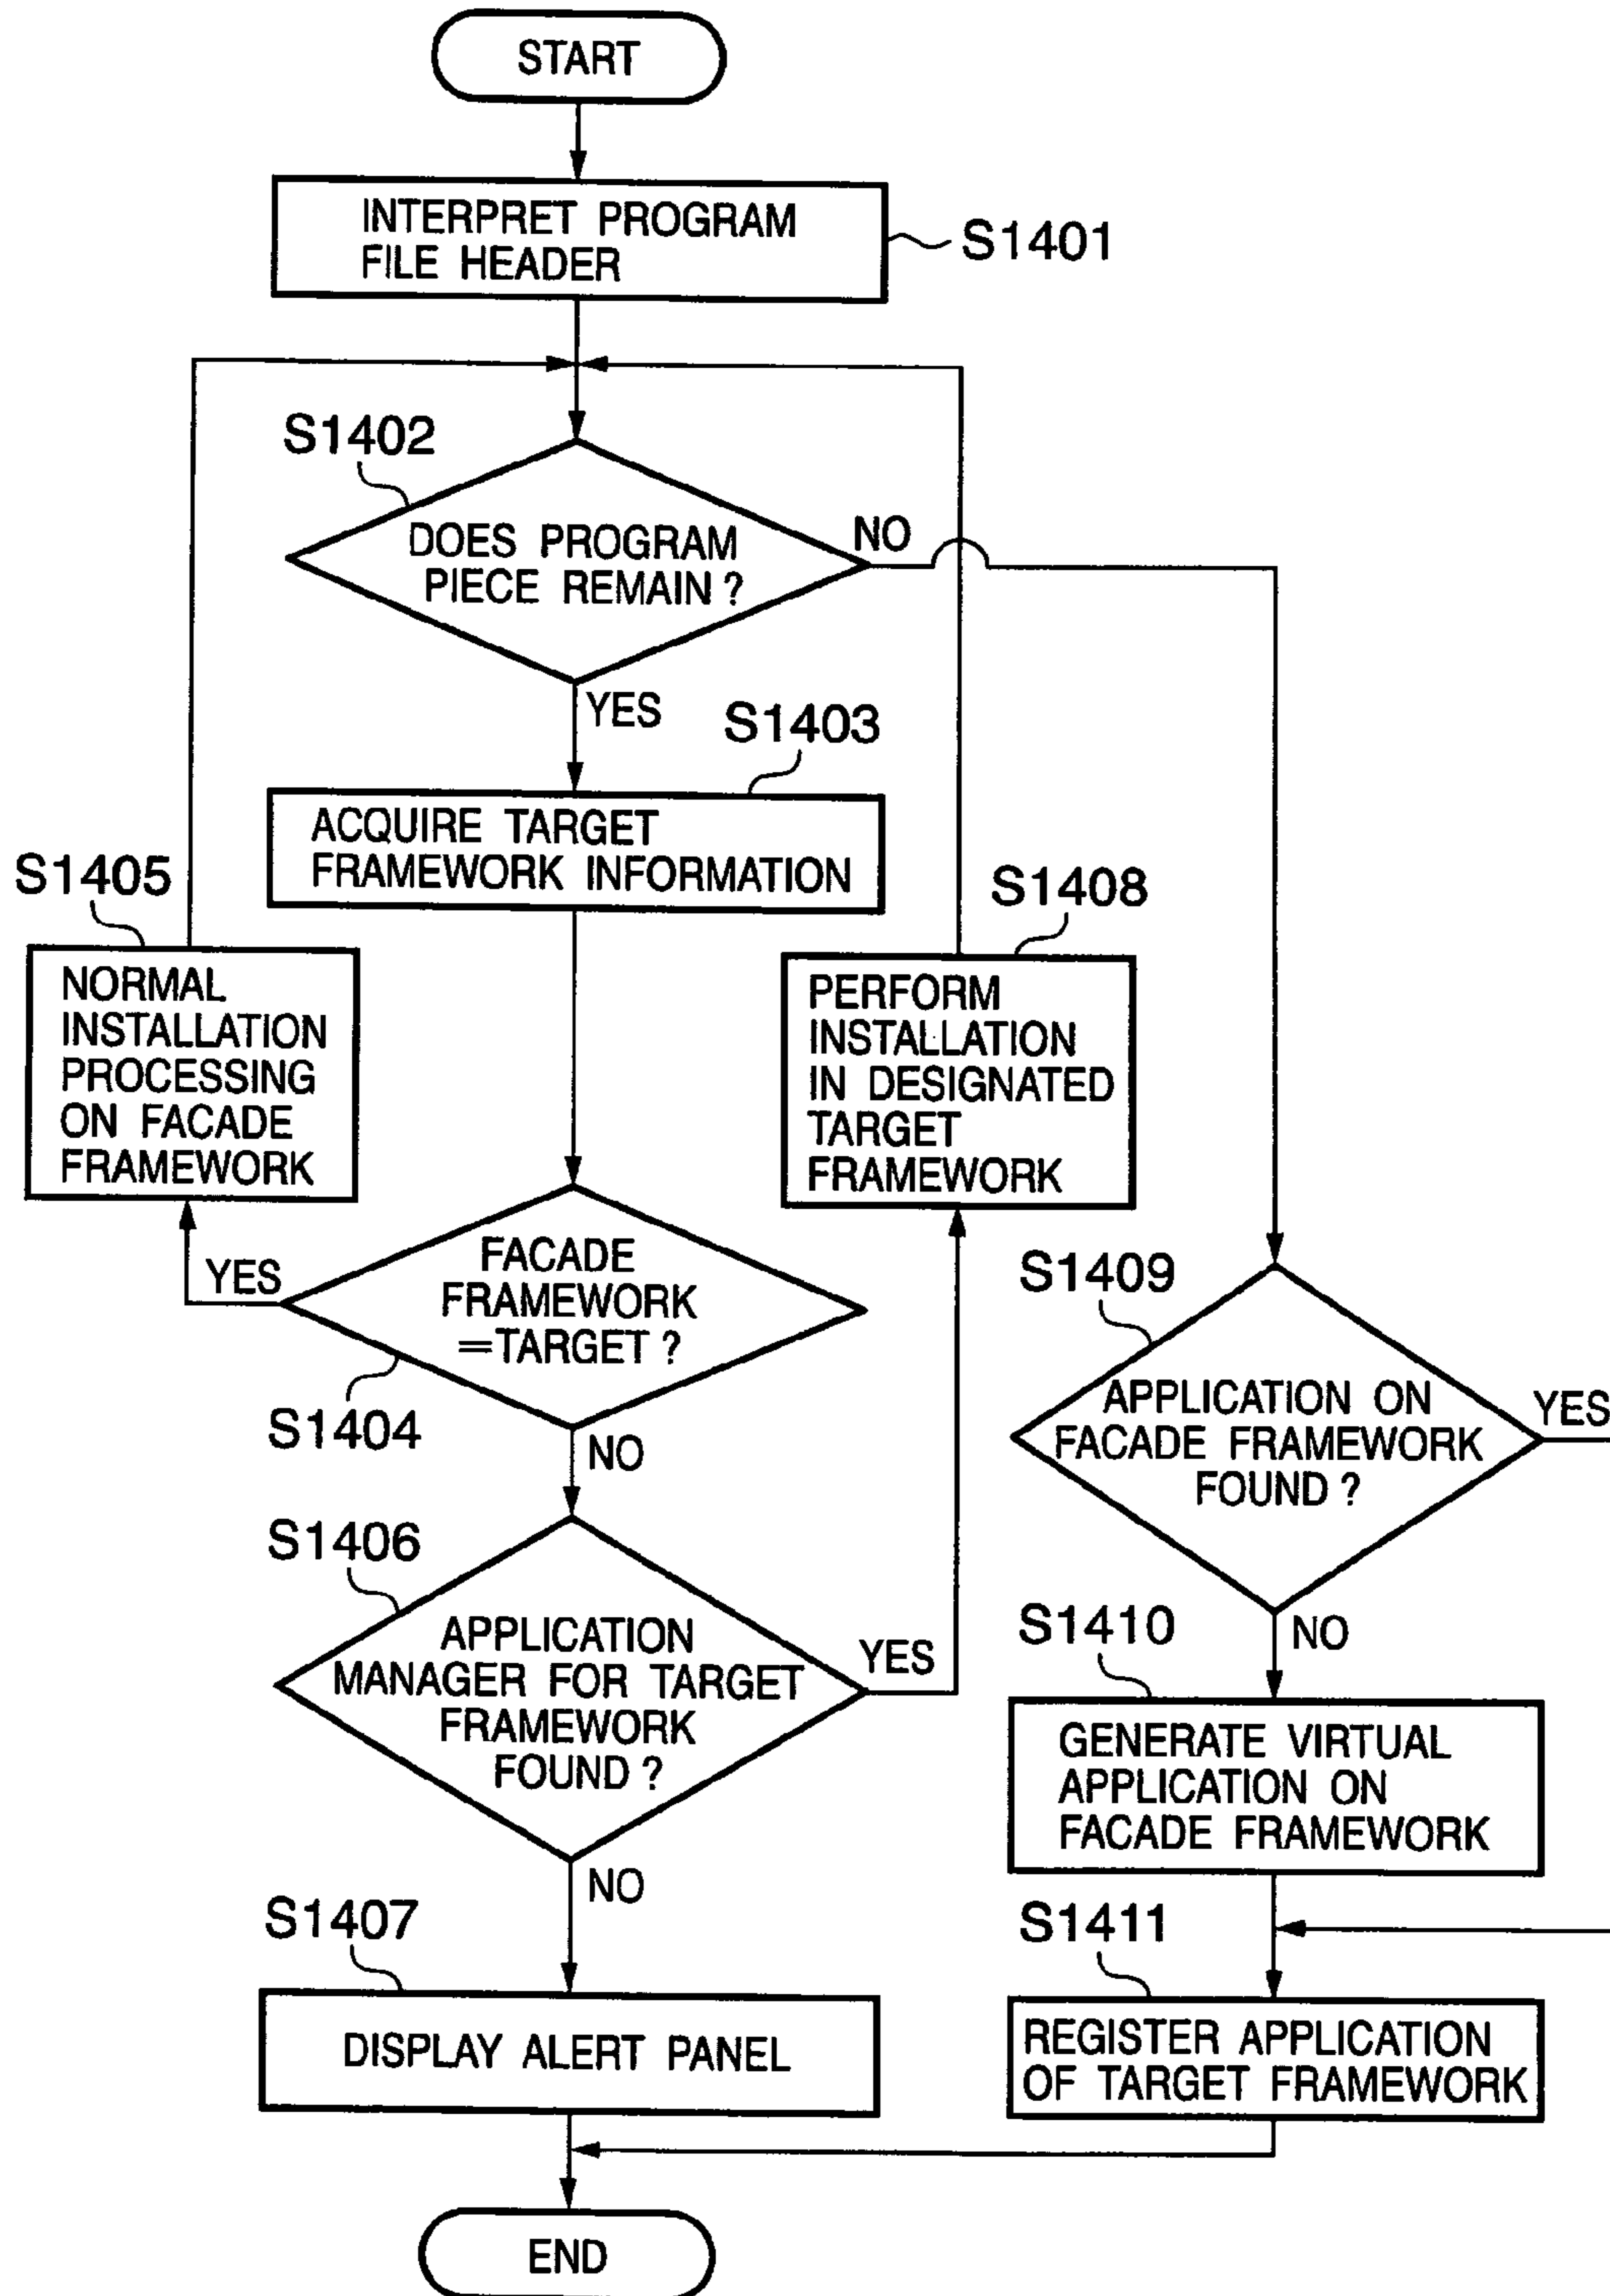 START
INTERPRET PROGRAM
FILE HEADER
S1401
S1402
DOES PROGRAM
PIECE REMAIN ?
NO
YES
S1403
ACQUIRE TARGET
FRAMEWORK INFORMATION
S1405
NORMAL
INSTALLATION
PROCESSING
ON FACADE
FRAMEWORK
S1408
PERFORM
INSTALLATION
IN DESIGNATED
TARGET
FRAMEWORK
YES
FACADE
FRAMEWORK
=TARGET ?
S1404
NO
S1409
APPLICATION ON
FACADE FRAMEWORK
FOUND ?
YES
NO
S1406
APPLICATION
MANAGER FOR TARGET
FRAMEWORK
FOUND ?
YES
NO
S1410
GENERATE VIRTUAL
APPLICATION ON
FACADE FRAMEWORK
S1407
DISPLAY ALERT PANEL
S1411
REGISTER APPLICATION
OF TARGET FRAMEWORK
END